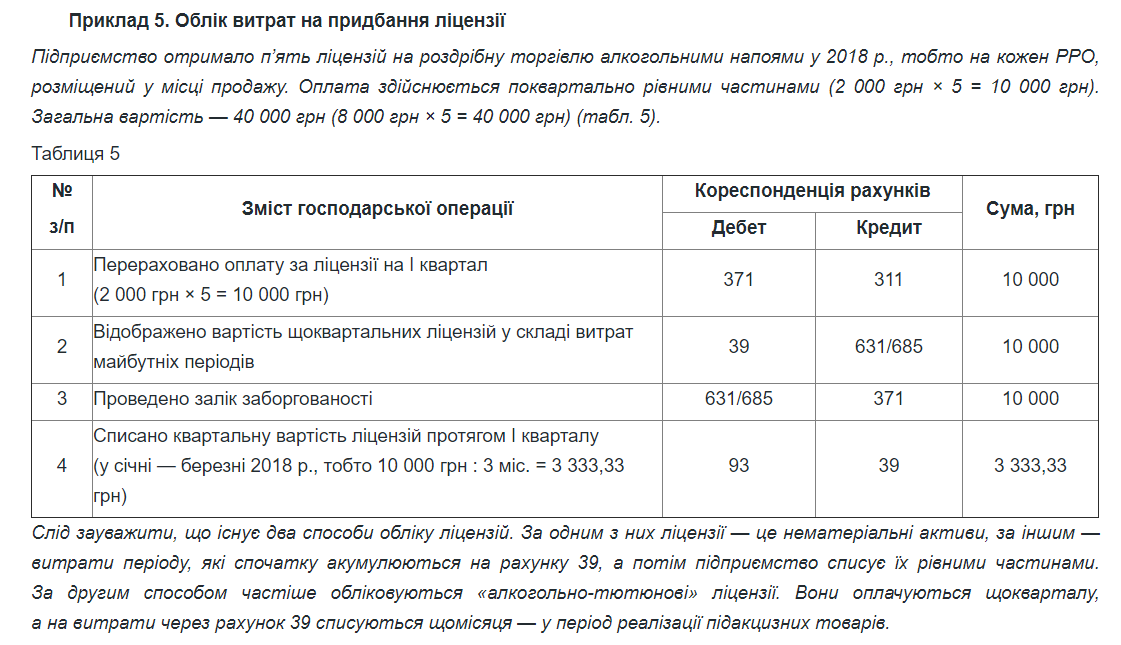 Приклад 5. Облік витрат на придбання ліцензії
Підприємство отримало п’ять ліцензій на роздрібну торгівлю алкогольними напоями у 2018 р., тобто на кожен РРО,
розміщений у місці продажу. Оплата здійснюється поквартально рівними частинами (2 000 грн × 5 = 10 000 грн).
Загальна вартість — 40 000 грн (8 000 грн × 5 = 40 000 грн) (табл. 5).
Таблиця 5
№ з/п
Зміст господарської операції
Кореспонденція рахунків
Сума, грн
Дебет
Кредит
1
Перераховано оплату за ліцензії на І квартал
(2 000 грн × 5 = 10 000 грн)
371
311
10 000
2
Відображено вартість щоквартальних ліцензій у складі витрат
майбутніх періодів
39
631/685
10 000
3
Проведено залік заборгованості
631/685
371
10 000
4
Списано квартальну вартість ліцензій протягом І кварталу
(у січні — березні 2018 р., тобто 10 000 грн : 3 міс. = 3 333,33
грн)
93
39
3 333,33
Слід зауважити, що існує два способи обліку ліцензій. За одним з них ліцензії — це нематеріальні активи, за іншим —
витрати періоду, які спочатку акумулюються на рахунку 39, а потім підприємство списує їх рівними частинами.
За другим способом частіше обліковуються «алкогольно-тютюнові» ліцензії. Вони оплачуються щокварталу,
а на витрати через рахунок 39 списуються щомісяця — у період реалізації підакцизних товарів.